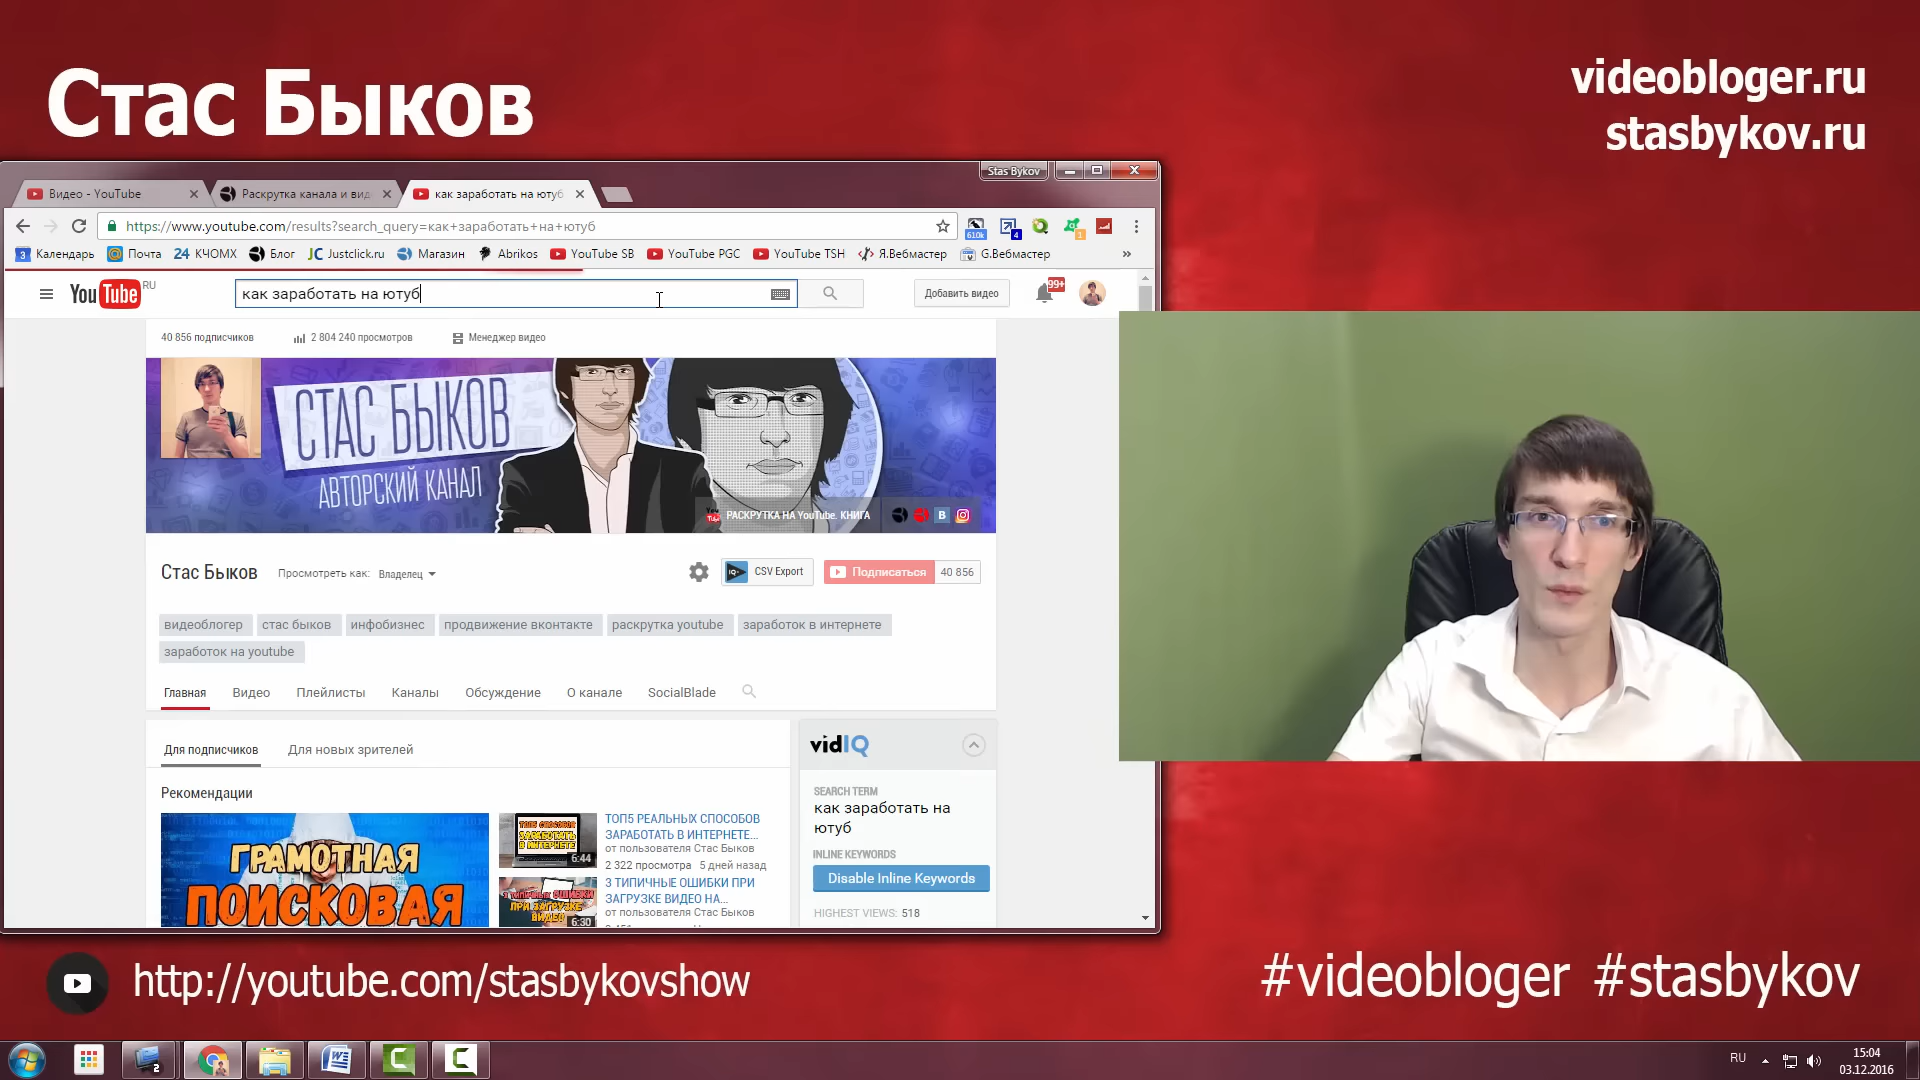 Стас Быков
videobloger.ru
stasbykov.ru
Stas Bykov
Видео - YouTube
Раскрутка канала и вид
как заработать на ютуб
https://www.youtube.com/results?search_query=как+заработать+на+ютуб
610k
4
1
3 Календарь Почта 24 КЧОМХ Блог JC Justclick.ru Магазин Abrikos YouTube SB YouTube PGC YouTube TSH Я.Вебмастер G.Вебмастер »
YouTube RU
как заработать на ютуб
Добавить видео
99+
40 856 подписчиков
2 804 240 просмотров
Менеджер видео
СТАС БЫКОВ
АВТОРСКИЙ КАНАЛ
РАСКРУТКА НА YouTube. КНИГА
Стас Быков
Просмотреть как: Владелец
CSV Export
Подписаться 40 856
видеоблогер стас быков инфобизнес продвижение вконтакте раскрутка youtube заработок в интернете
заработок на youtube
Главная Видео Плейлисты Каналы Обсуждение О канале SocialBlade
Для подписчиков Для новых зрителей
Рекомендации
ГРАМОТНАЯ
ПОИСКОВАЯ
6:44
ТОП5 РЕАЛЬНЫХ СПОСОБОВ
ЗАРАБОТАТЬ В ИНТЕРНЕТЕ...
от пользователя Стас Быков
2 322 просмотра 5 дней назад
6:30
3 ТИПИЧНЫЕ ОШИБКИ ПРИ
ЗАГРУЗКЕ ВИДЕО НА...
от пользователя Стас Быков
vidIQ
SEARCH TERM
как заработать на
ютуб
INLINE KEYWORDS
Disable Inline Keywords
HIGHEST VIEWS: 518
http://youtube.com/stasbykovshow
#videobloger #stasbykov
2
RU
15:04
03.12.2016